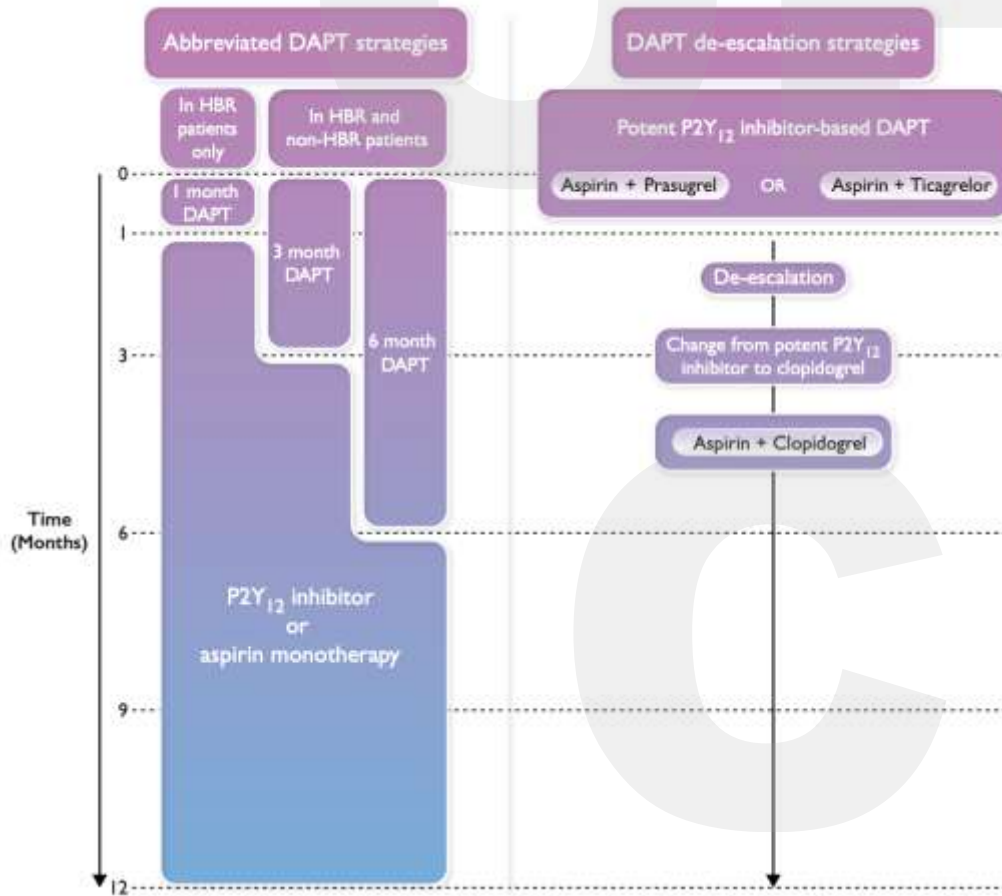 Abbreviated DAPT strategies
DAPT de-escalation strategies
In HBR
patients
only
In HBR and
non-HBR patients
Potent P2Y₁₂ inhibitor-based DAPT
Aspirin + Prasugrel OR Aspirin + Ticagrelor
0
1 month
DAPT
1
3 month
DAPT
De-escalation
6 month
DAPT
3
Change from potent P2Y₁₂
inhibitor to clopidogrel
Aspirin + Clopidogrel
Time
(Months)
6
P2Y₁₂ inhibitor
or
aspirin monotherapy
9
12